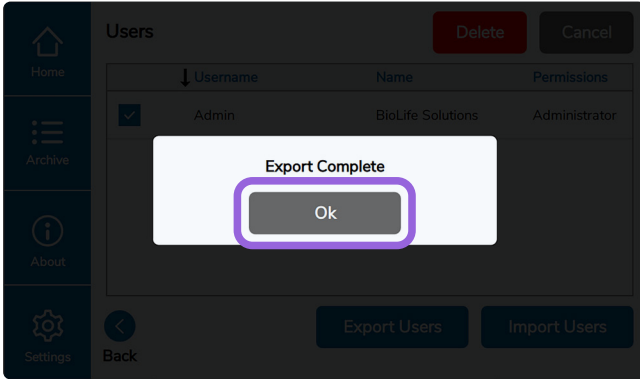 Users
Delete
Cancel
Home
Username
Name
Permissions
Admin
BioLife Solutions
Administrator
Archive
Export Complete
Ok
About
Export Users
Import Users
Settings
Back